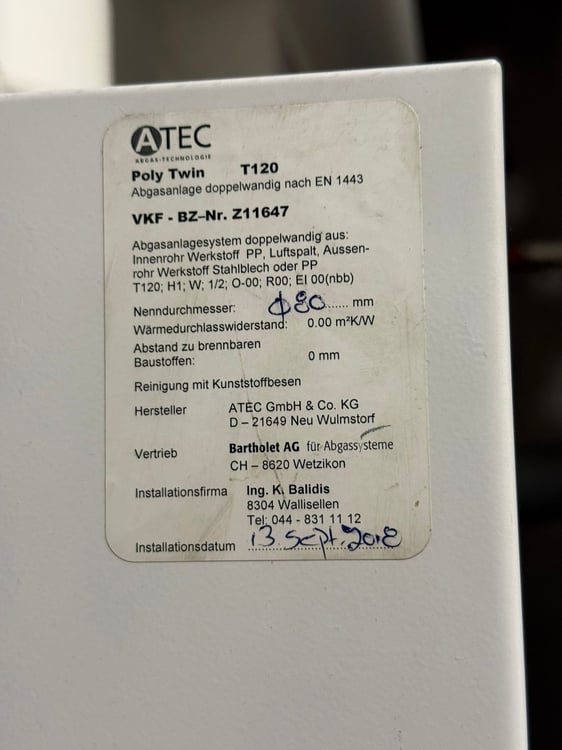 ATEC
ABGAS-TECHNOLOGIE
Poly Twin T120
Abgasanlage doppelwandig nach EN 1443
VKF - BZ–Nr. Z11647
Abgasanlagesystem doppelwandig aus:
Innenrohr Werkstoff PP, Luftspalt, Aussen-
rohr Werkstoff Stahlblech oder PP
T120; H1; W; 1/2; O-00; R00; EI 00(nbb)
Nenndurchmesser: Φ80 ...... mm
Wärmedurchlasswiderstand: 0.00 m²K/W
Abstand zu brennbaren
Baustoffen: 0 mm
Reinigung mit Kunststoffbesen
Hersteller ATEC GmbH & Co. KG
D – 21649 Neu Wulmstorf
Vertrieb Bartholet AG für Abgassysteme
CH – 8620 Wetzikon
Installationsfirma Ing. K. Balidis
8304 Wallisellen
Tel: 044 - 831 11 12
Installationsdatum 13 Sept. 2018